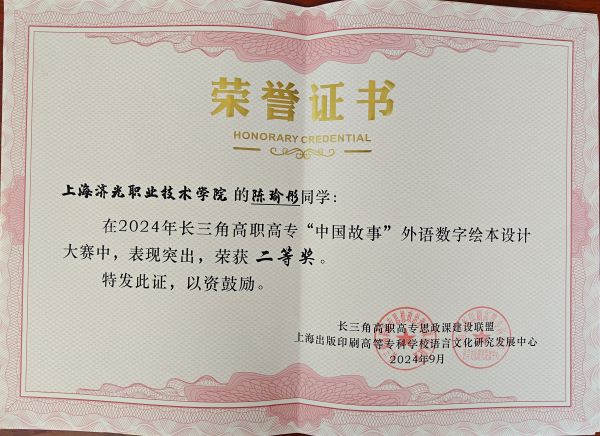 荣誉证书
HONORARY CREDENTIAL
上海济光职业技术学院 的陈瑜彤同学：
在2024年长三角高职高专“中国故事”外语数字绘本设计
大赛中，表现突出，荣获 二等奖 。
特发此证，以资鼓励。
长三角高职高专思政课建设联盟
上海出版印刷高等专科学校语言文化研究发展中心
2024年9月